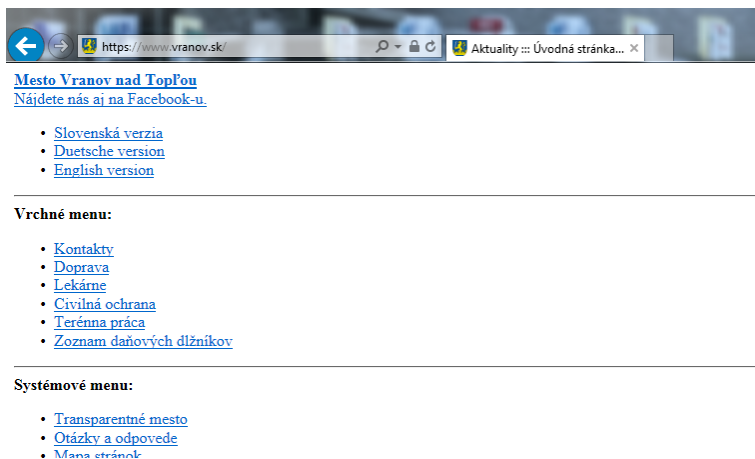 https://www.vranov.sk/
Aktuality ::: Úvodná stránka...
Mesto Vranov nad Topľou
Nájdete nás aj na Facebook-u.
Slovenská verzia
Duetsche version
English version
Vrchné menu:
Kontakty
Doprava
Lekárne
Civilná ochrana
Terénna práca
Zoznam daňových dlžníkov
Systémové menu:
Transparentné mesto
Otázky a odpovede
Mapa stránok